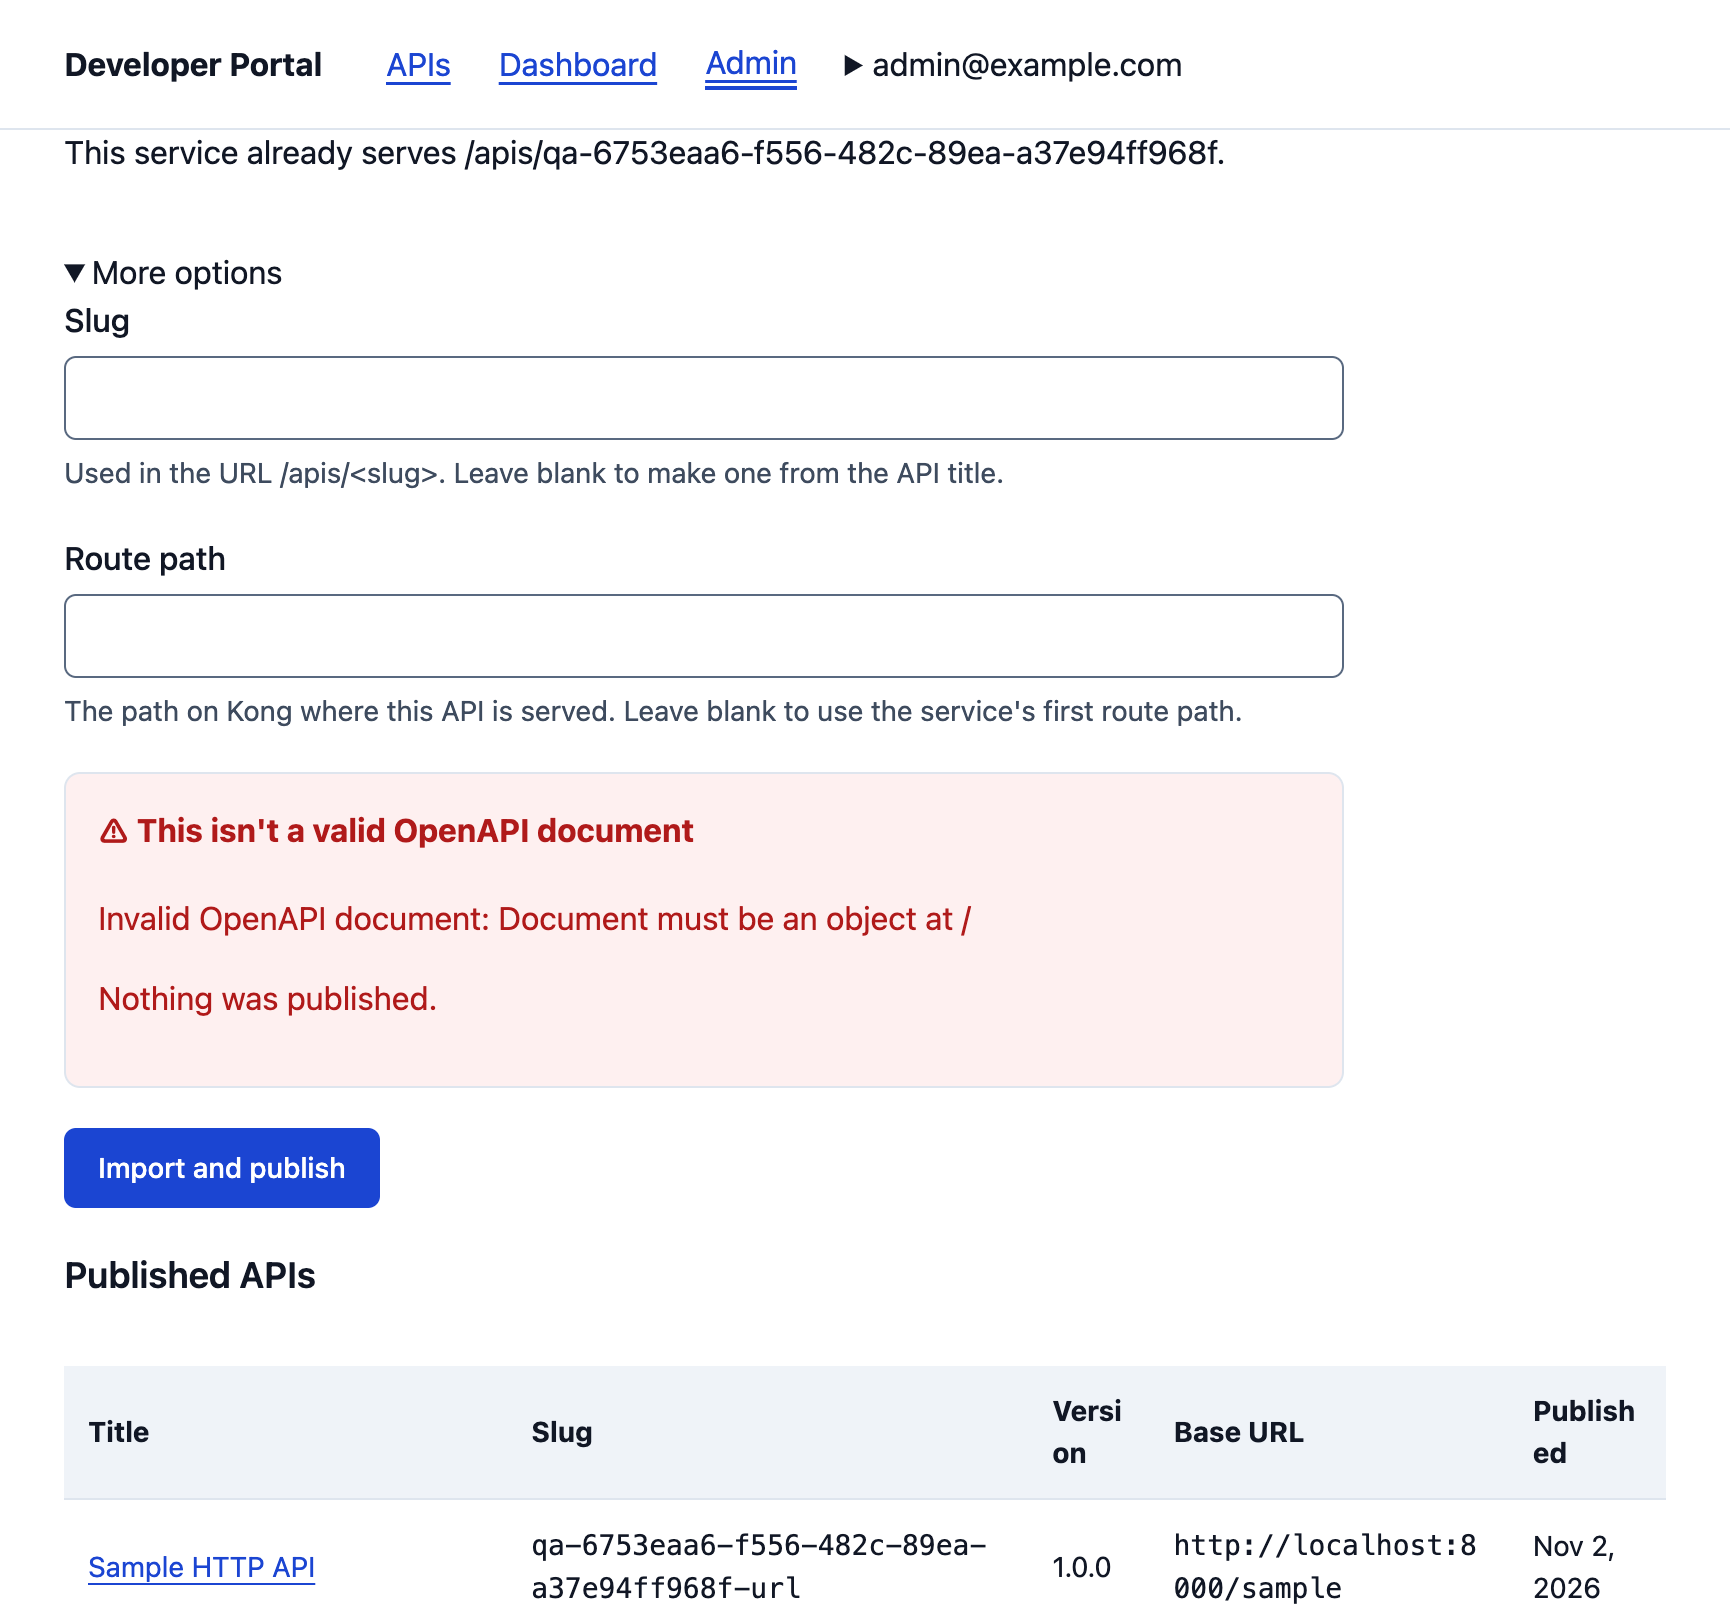 Developer Portal APIs Dashboard Admin ▶ admin@example.com
This service already serves /apis/qa-6753eaa6-f556-482c-89ea-a37e94ff968f.
▼ More options
Slug
Used in the URL /apis/<slug>. Leave blank to make one from the API title.
Route path
The path on Kong where this API is served. Leave blank to use the service's first route path.
⚠ This isn't a valid OpenAPI document
Invalid OpenAPI document: Document must be an object at /
Nothing was published.
Import and publish
Published APIs
Title
Slug
Versi
on
Base URL
Publish
ed
Sample HTTP API
qa-6753eaa6-f556-482c-89ea-
a37e94ff968f-url
1.0.0
http://localhost:8
000/sample
Nov 2,
2026